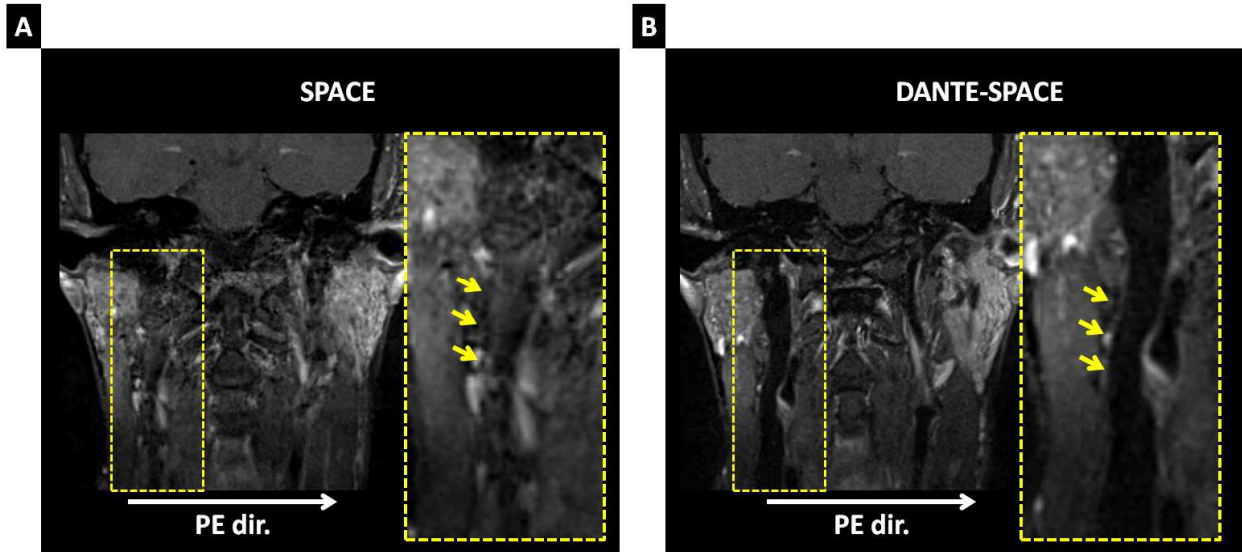 A
SPACE
PE dir.
B
DANTE-SPACE
PE dir.